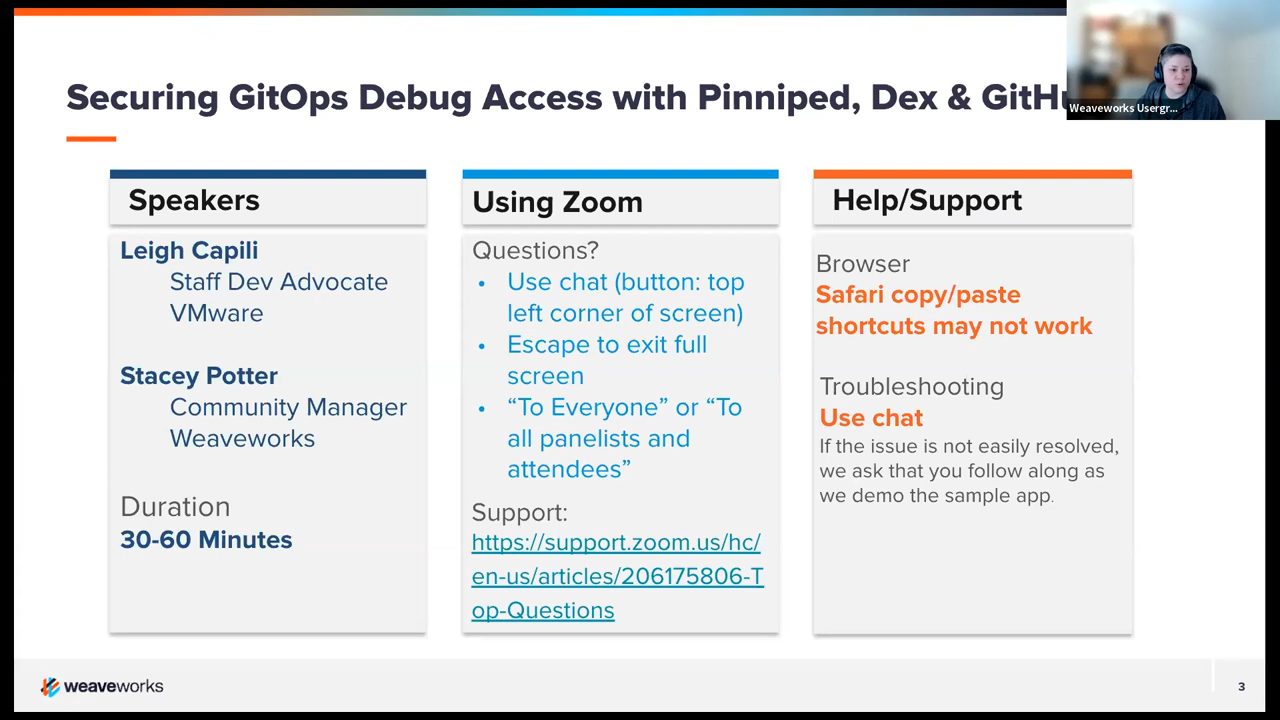 Securing GitOps Debug Access with Pinniped, Dex & GitHu
Weaveworks Usergr...
Speakers
Leigh Capili
Staff Dev Advocate
VMware
Stacey Potter
Community Manager
Weaveworks
Duration
30-60 Minutes
Using Zoom
Questions?
• Use chat (button: top
left corner of screen)
• Escape to exit full
screen
• “To Everyone” or “To
all panelists and
attendees”
Support:
https://support.zoom.us/hc/
en-us/articles/206175806-T
op-Questions
Help/Support
Browser
Safari copy/paste
shortcuts may not work
Troubleshooting
Use chat
If the issue is not easily resolved,
we ask that you follow along as
we demo the sample app.
weaveworks
3